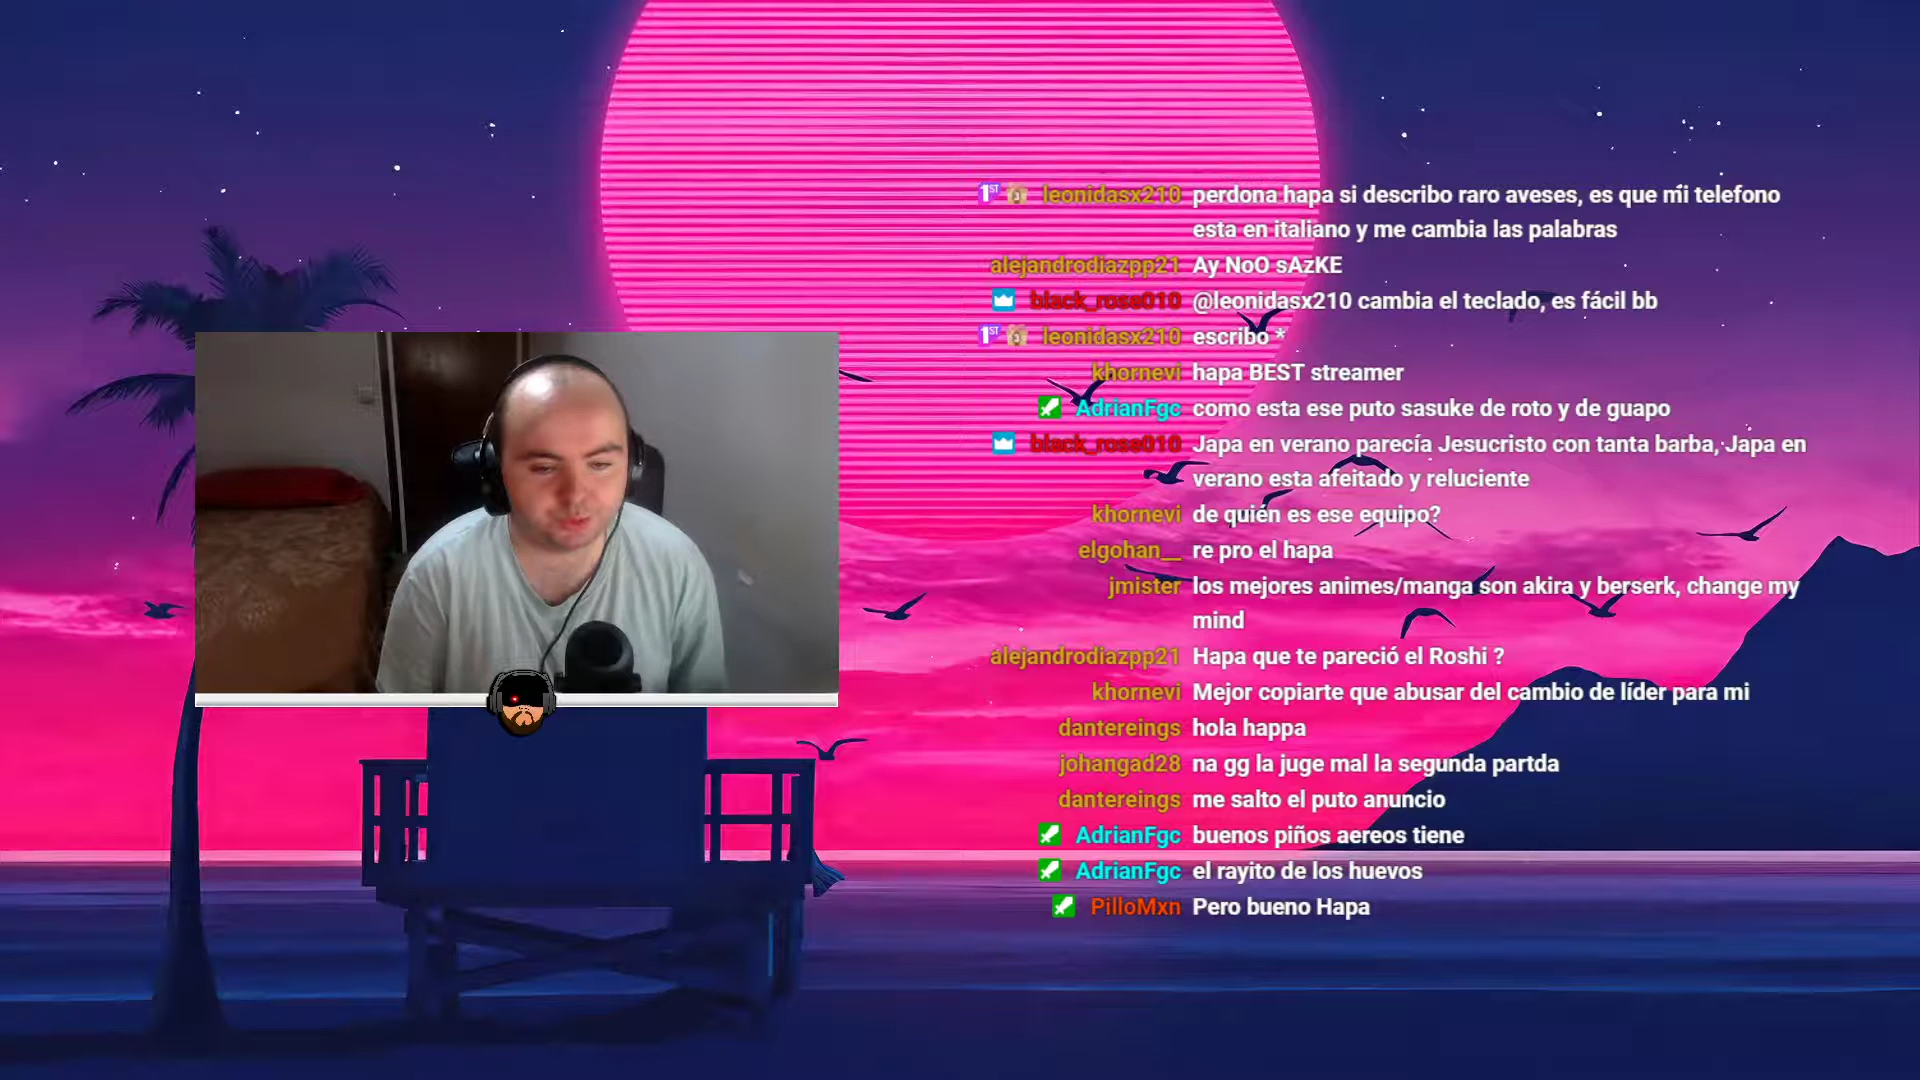 1ST leonidasx210 perdona hapa si describo raro aveses, es que mi telefono
esta en italiano y me cambia las palabras
alejandrodiazpp21 Ay NoO sAzKE
black_rose010 @leonidasx210 cambia el teclado, es fácil bb
1ST leonidasx210 escribo *
khornevi hapa BEST streamer
AdrianFgc como esta ese puto sasuke de roto y de guapo
black_rose010 Japa en verano parecía Jesucristo con tanta barba, Japa en
verano esta afeitado y reluciente
khornevi de quién es ese equipo?
elgohan__ re pro el hapa
jmister los mejores animes/manga son akira y berserk, change my
mind
alejandrodiazpp21 Hapa que te pareció el Roshi ?
khornevi Mejor copiarte que abusar del cambio de líder para mi
dantereings hola happa
johangad28 na gg la juge mal la segunda partda
dantereings me salto el puto anuncio
AdrianFgc buenos piños aereos tiene
AdrianFgc el rayito de los huevos
PilloMxn Pero bueno Hapa